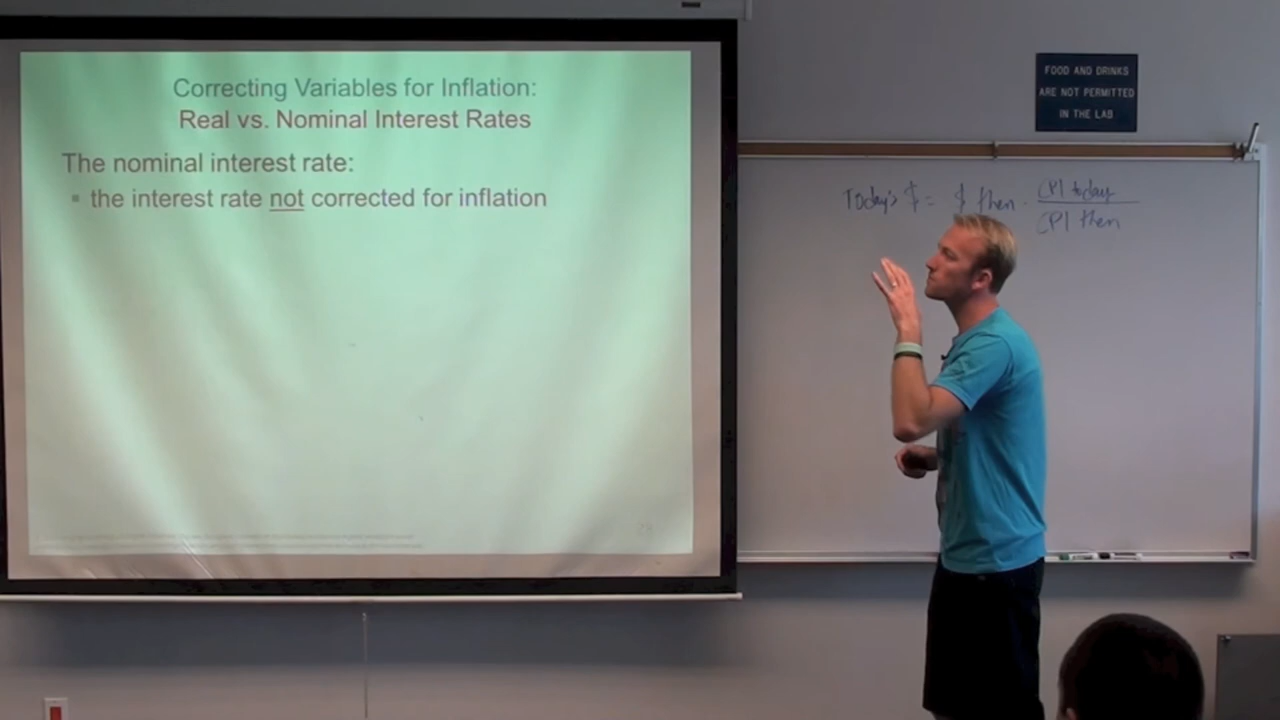 Correcting Variables for Inflation:
Real vs. Nominal Interest Rates
The nominal interest rate:
▪ the interest rate not corrected for inflation
FOOD AND DRINKS
ARE NOT PERMITTED
IN THE LAB
Today's $ = $ then · CPI today
CPI then